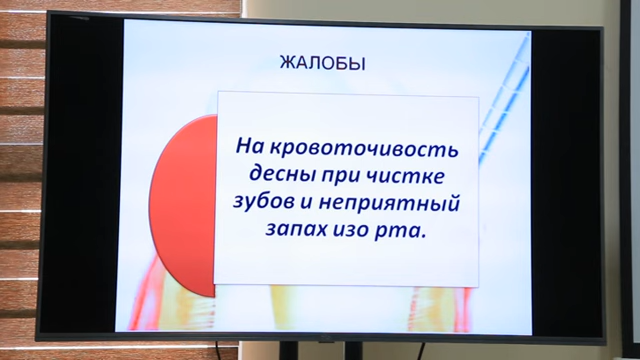 ЖАЛОБЫ
На кровоточивость
десны при чистке
зубов и неприятный
запах изо рта.